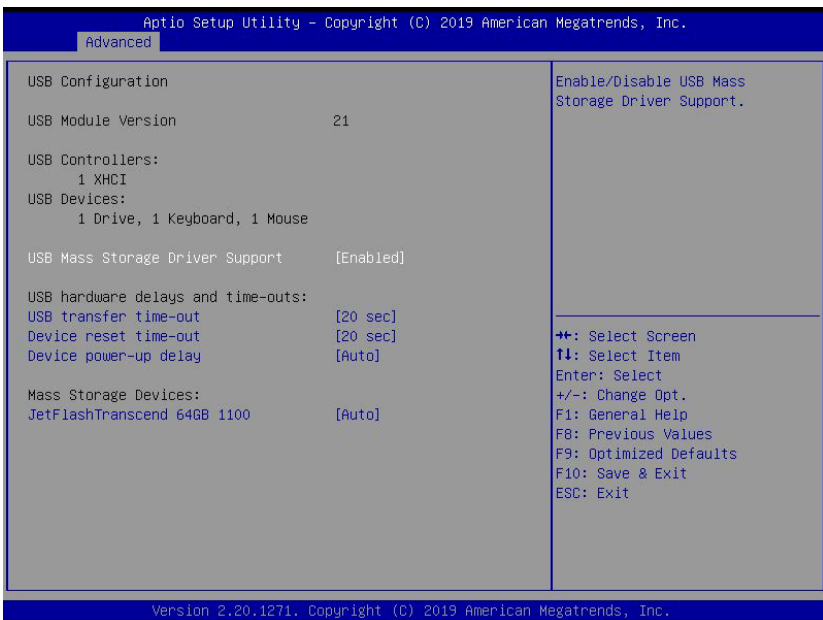 Aptio Setup Utility – Copyright (C) 2019 American Megatrends, Inc.
Advanced
USB Configuration
USB Module Version 21
USB Controllers:
1 XHCI
USB Devices:
1 Drive, 1 Keyboard, 1 Mouse
USB Mass Storage Driver Support [Enabled]
USB hardware delays and time-outs:
USB transfer time-out [20 sec]
Device reset time-out [20 sec]
Device power-up delay [Auto]
Mass Storage Devices:
JetFlashTranscend 64GB 1100 [Auto]
Enable/Disable USB Mass
Storage Driver Support.
→←: Select Screen
↑↓: Select Item
Enter: Select
+/-: Change Opt.
F1: General Help
F8: Previous Values
F9: Optimized Defaults
F10: Save & Exit
ESC: Exit
Version 2.20.1271. Copyright (C) 2019 American Megatrends, Inc.